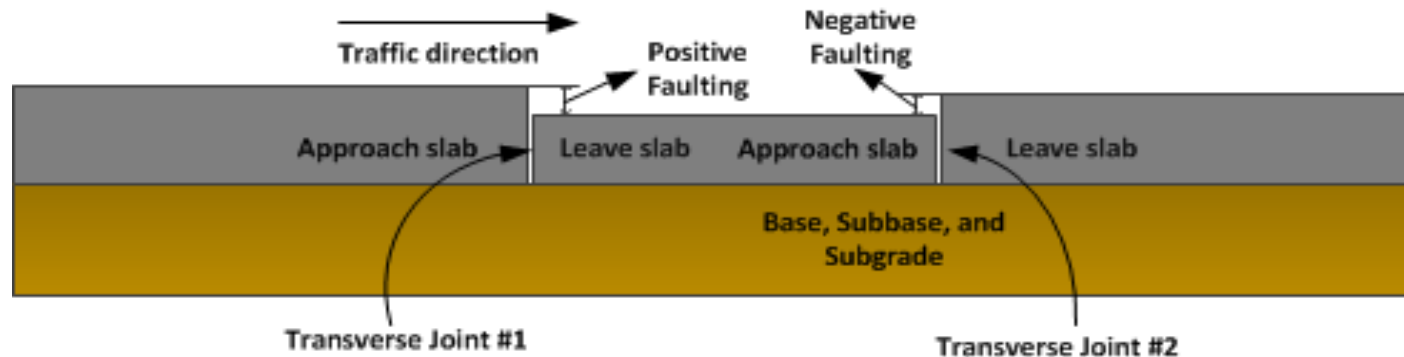 Traffic direction
Positive
Faulting
Negative
Faulting
Approach slab
Leave slab
Approach slab
Leave slab
Base, Subbase, and
Subgrade
Transverse Joint #1
Transverse Joint #2